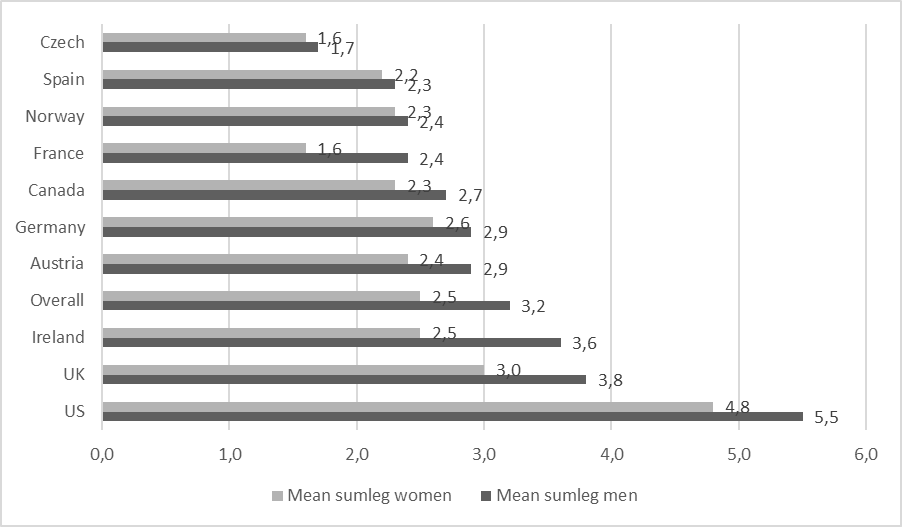 Czech 1,6 1,7
Spain 2,2 2,3
Norway 2,3 2,4
France 1,6 2,4
Canada 2,3 2,7
Germany 2,6 2,9
Austria 2,4 2,9
Overall 2,5 3,2
Ireland 2,5 3,6
UK 3,0 3,8
US 4,8 5,5
0,0 1,0 2,0 3,0 4,0 5,0 6,0
Mean sumleg women Mean sumleg men